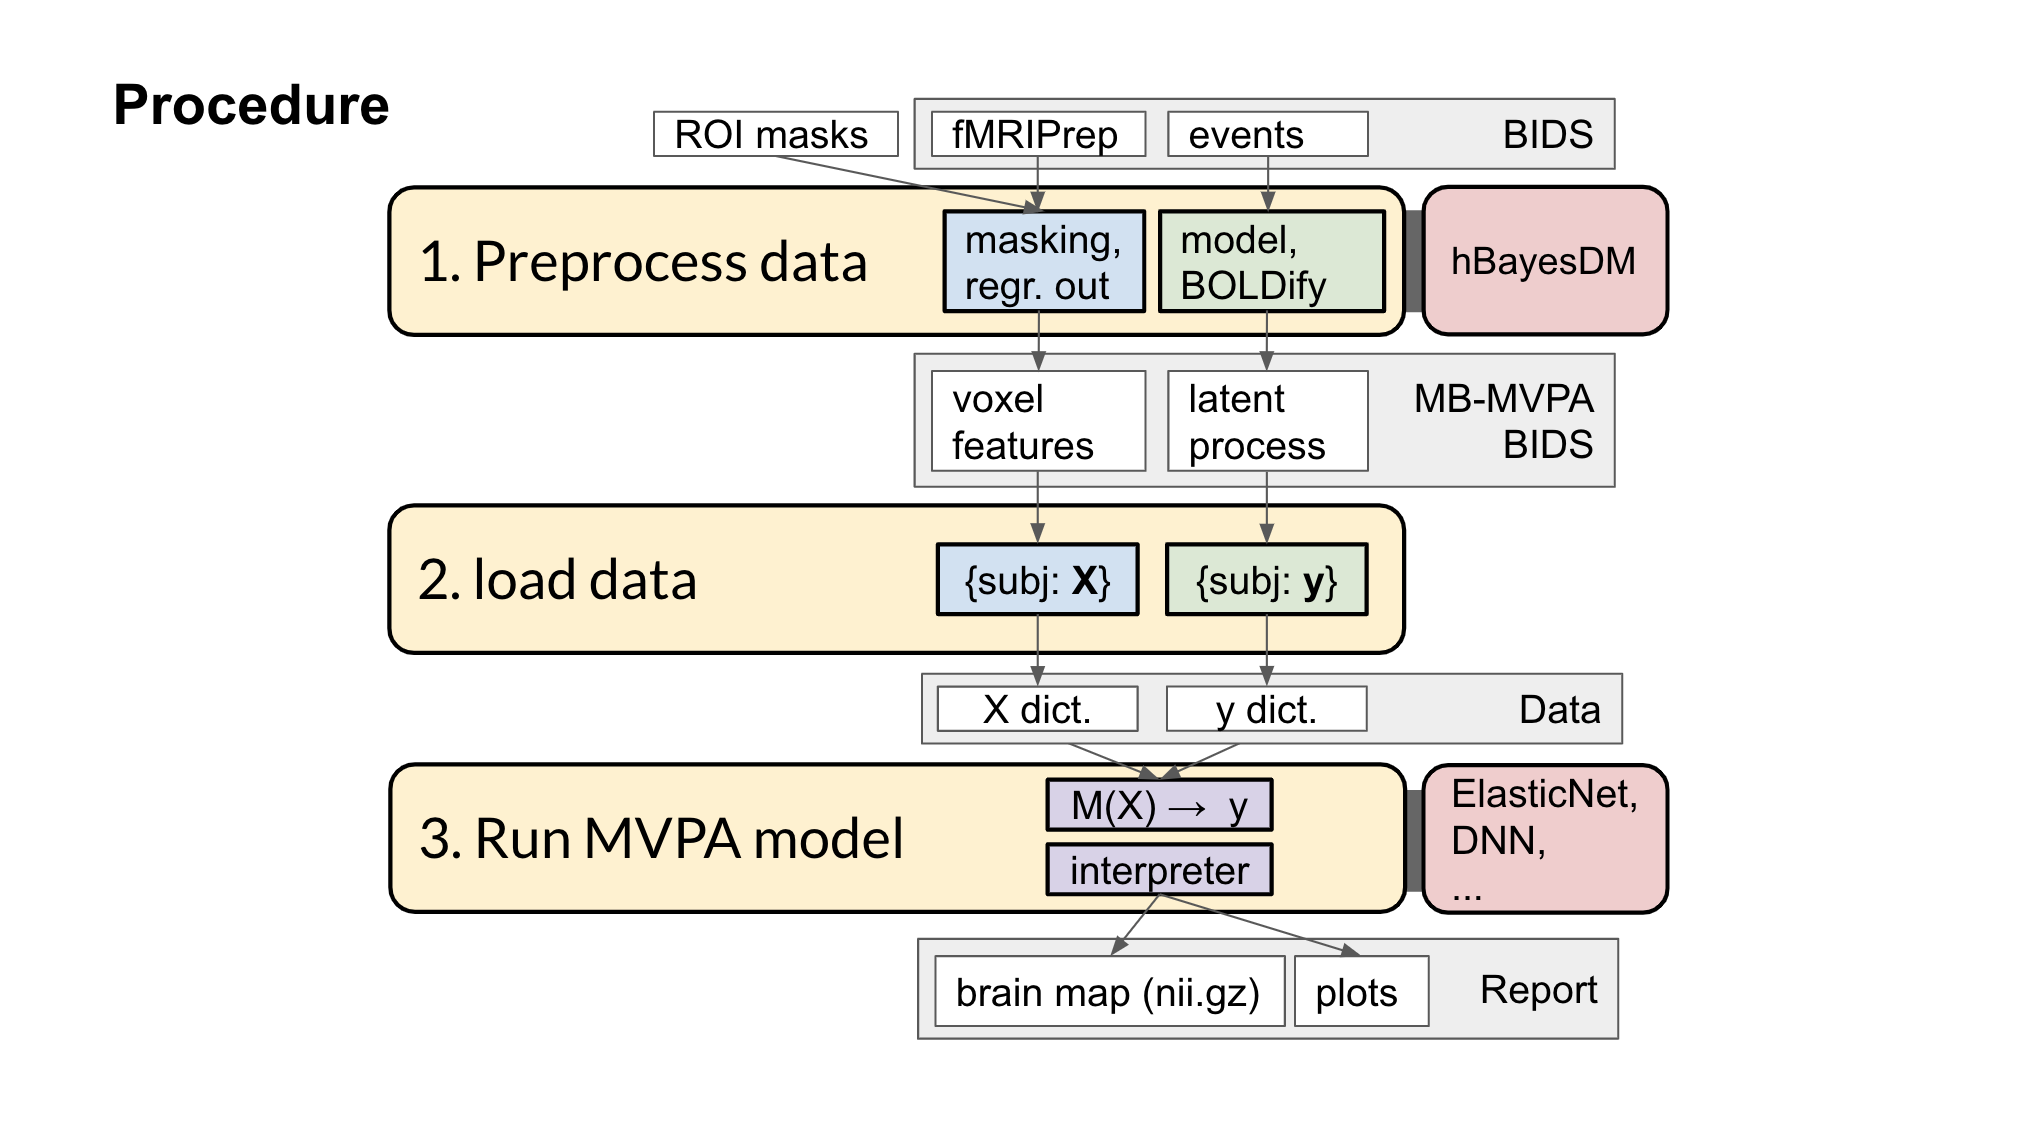 Procedure
ROI masks
fMRIPrep
events
BIDS
1. Preprocess data
masking,
regr. out
model,
BOLDify
hBayesDM
voxel
features
latent
process
MB-MVPA
BIDS
2. load data
{subj: X}
{subj: y}
X dict.
y dict.
Data
3. Run MVPA model
M(X) → y
interpreter
ElasticNet,
DNN,
...
brain map (nii.gz)
plots
Report